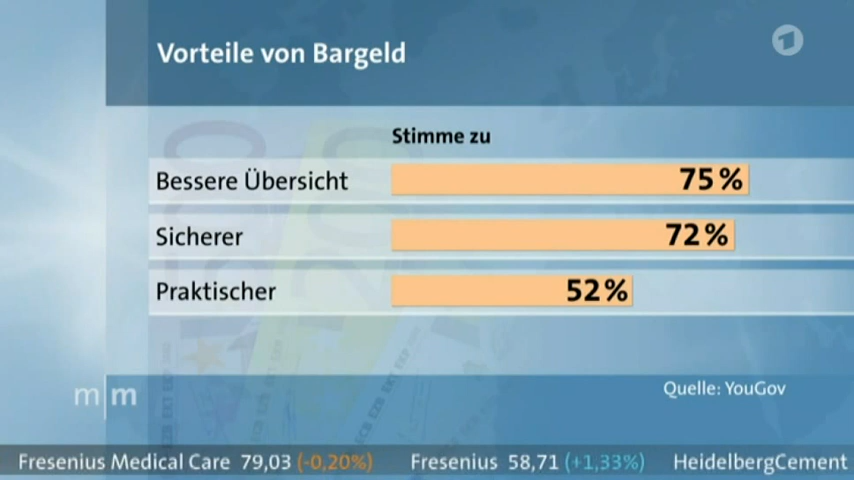 Vorteile von Bargeld
1
Stimme zu
Bessere Übersicht 75 %
Sicherer 72 %
Praktischer 52 %
m|m
Quelle: YouGov
Fresenius Medical Care 79,03 (-0,20%) Fresenius 58,71 (+1,33%) HeidelbergCement